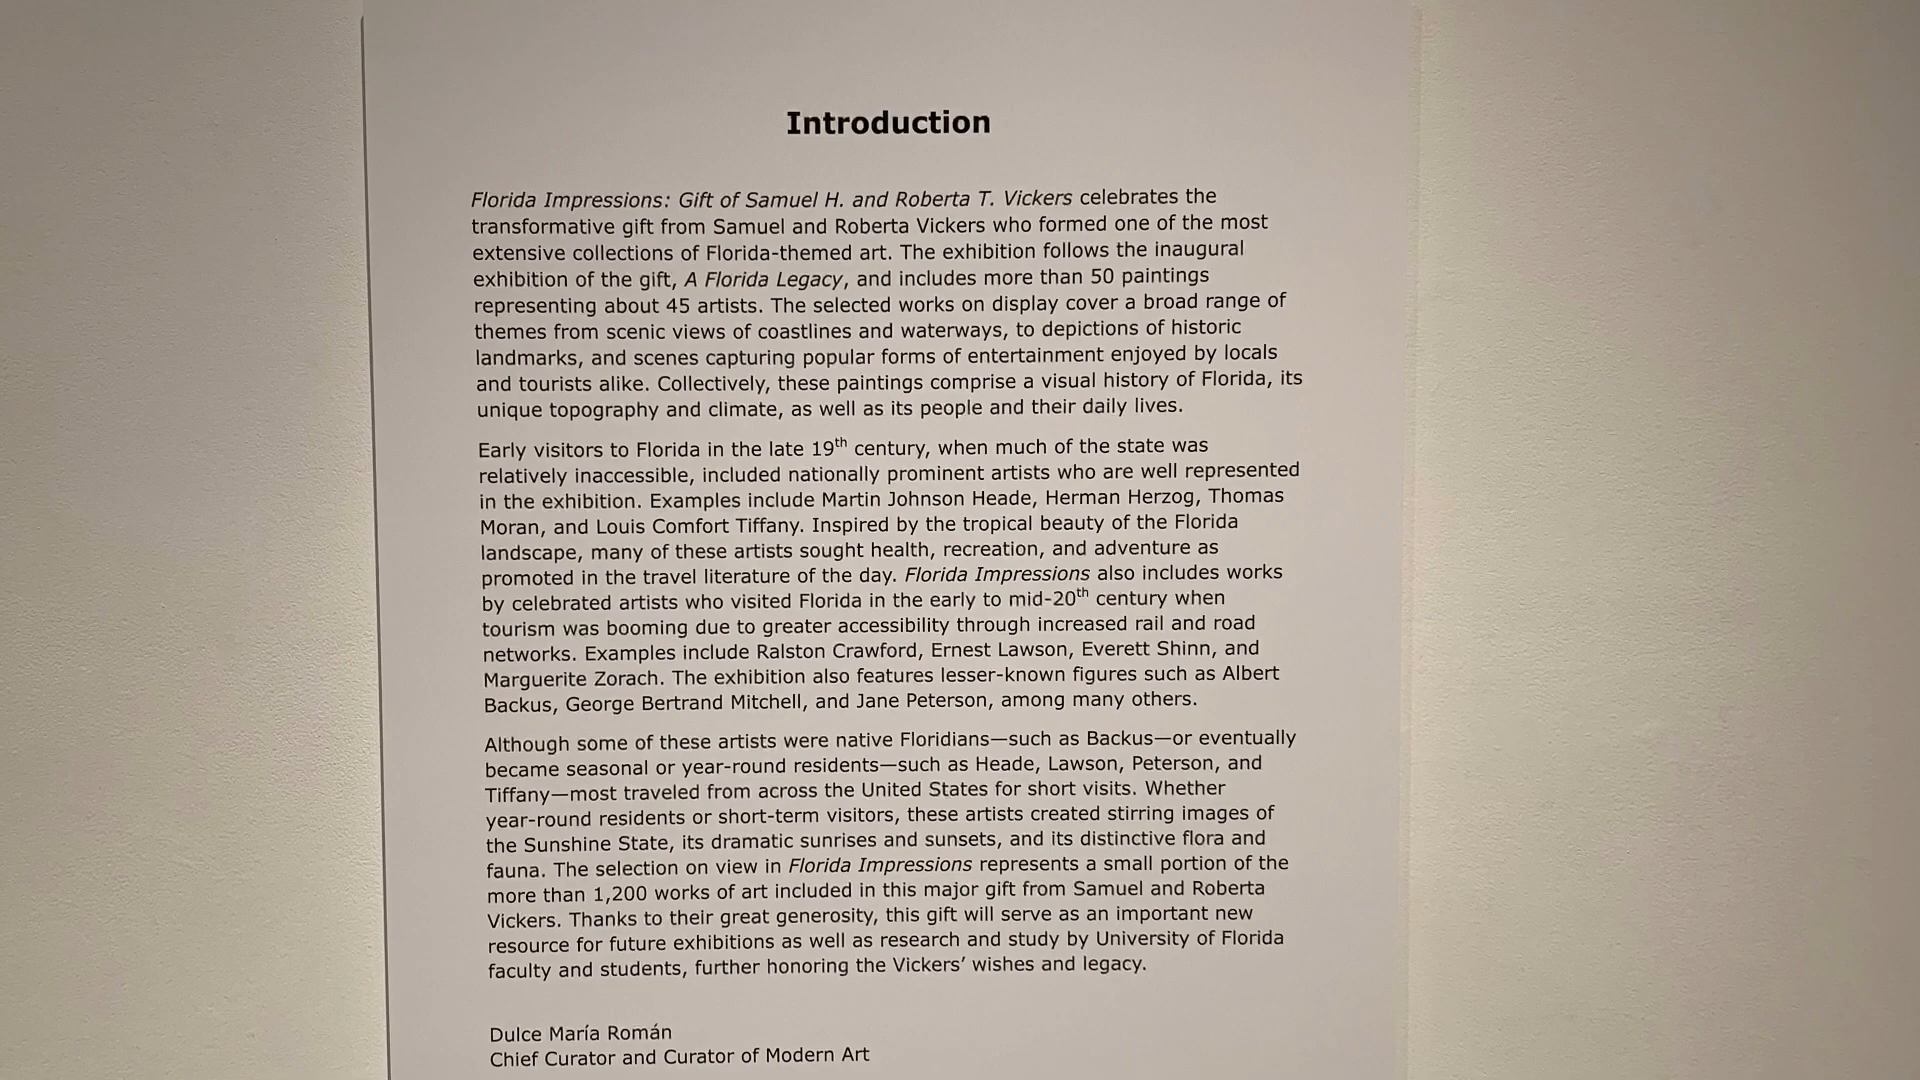 Introduction
Florida Impressions: Gift of Samuel H. and Roberta T. Vickers celebrates the
transformative gift from Samuel and Roberta Vickers who formed one of the most
extensive collections of Florida-themed art. The exhibition follows the inaugural
exhibition of the gift, A Florida Legacy, and includes more than 50 paintings
representing about 45 artists. The selected works on display cover a broad range of
themes from scenic views of coastlines and waterways, to depictions of historic
landmarks, and scenes capturing popular forms of entertainment enjoyed by locals
and tourists alike. Collectively, these paintings comprise a visual history of Florida, its
unique topography and climate, as well as its people and their daily lives.
Early visitors to Florida in the late 19th century, when much of the state was
relatively inaccessible, included nationally prominent artists who are well represented
in the exhibition. Examples include Martin Johnson Heade, Herman Herzog, Thomas
Moran, and Louis Comfort Tiffany. Inspired by the tropical beauty of the Florida
landscape, many of these artists sought health, recreation, and adventure as
promoted in the travel literature of the day. Florida Impressions also includes works
by celebrated artists who visited Florida in the early to mid-20th century when
tourism was booming due to greater accessibility through increased rail and road
networks. Examples include Ralston Crawford, Ernest Lawson, Everett Shinn, and
Marguerite Zorach. The exhibition also features lesser-known figures such as Albert
Backus, George Bertrand Mitchell, and Jane Peterson, among many others.
Although some of these artists were native Floridians—such as Backus—or eventually
became seasonal or year-round residents—such as Heade, Lawson, Peterson, and
Tiffany—most traveled from across the United States for short visits. Whether
year-round residents or short-term visitors, these artists created stirring images of
the Sunshine State, its dramatic sunrises and sunsets, and its distinctive flora and
fauna. The selection on view in Florida Impressions represents a small portion of the
more than 1,200 works of art included in this major gift from Samuel and Roberta
Vickers. Thanks to their great generosity, this gift will serve as an important new
resource for future exhibitions as well as research and study by University of Florida
faculty and students, further honoring the Vickers’ wishes and legacy.
Dulce María Román
Chief Curator and Curator of Modern Art